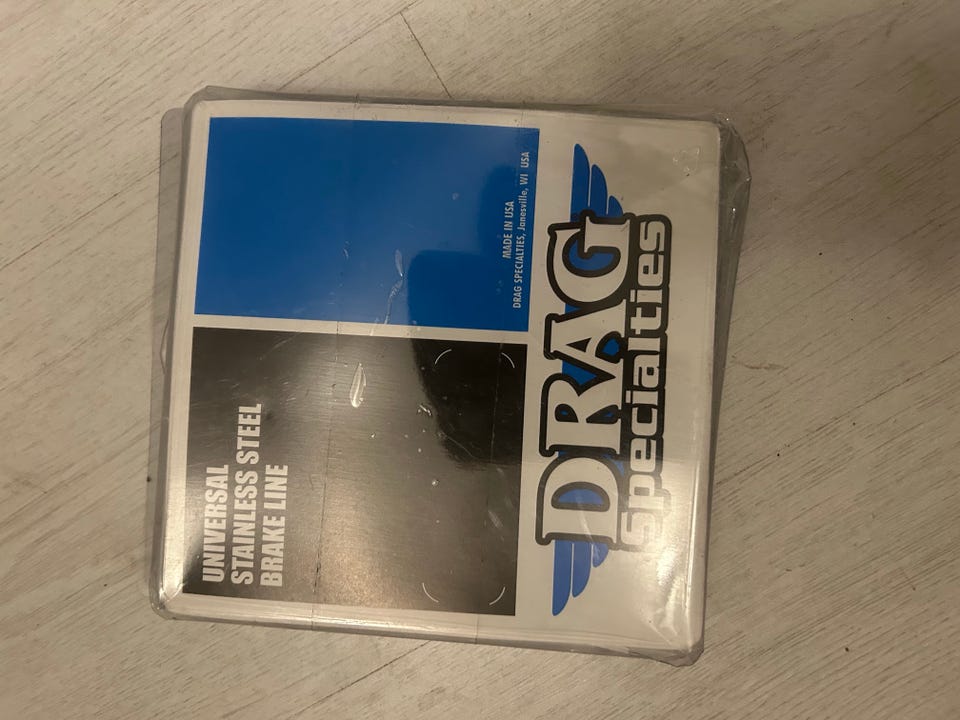 UNIVERSAL
STAINLESS STEEL
BRAKE LINE
MADE IN USA
DRAG SPECIALTIES, Janesville, WI USA
DRAG
Specialties